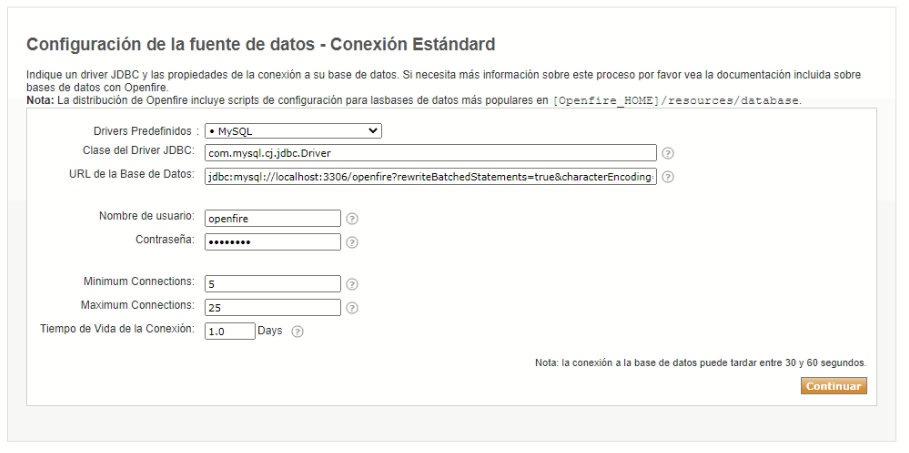 Configuración de la fuente de datos - Conexión Estándard
Indique un driver JDBC y las propiedades de la conexión a su base de datos. Si necesita más información sobre este proceso por favor vea la documentación incluida sobre
bases de datos con Openfire.
Nota: La distribución de Openfire incluye scripts de configuración para lasbases de datos más populares en [Openfire_HOME]/resources/database.
Drivers Predefinidos : • MySQL
Clase del Driver JDBC: com.mysql.cj.jdbc.Driver ?
URL de la Base de Datos: jdbc:mysql://localhost:3306/openfire?rewriteBatchedStatements=true&characterEncoding= ?
Nombre de usuario: openfire ?
Contraseña: •••••••• ?
Minimum Connections: 5 ?
Maximum Connections: 25 ?
Tiempo de Vida de la Conexión: 1.0 Days ?
Nota: la conexión a la base de datos puede tardar entre 30 y 60 segundos.
Continuar